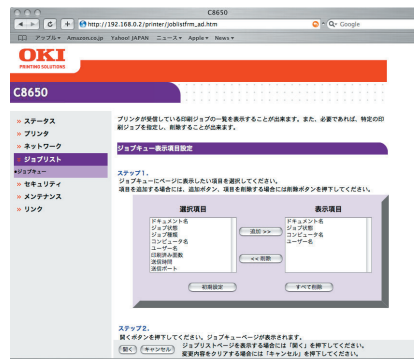 C8650
http://192.168.0.2/printer/joblistfrm_ad.htm
Google
アップル Amazon.co.jp Yahoo! JAPAN ニュース Apple News
OKI
PRINTING SOLUTIONS
C8650
ステータス
プリンタ
ネットワーク
ジョブリスト
ジョブキュー
セキュリティ
メンテナンス
リンク
プリンタが受信している印刷ジョブの一覧を表示することが出来ます。また、必要であれば、特定の印
刷ジョブを指定し、削除することが出来ます。
ジョブキュー表示項目設定
ステップ1.
ジョブキューにページに表示したい項目を選択してください。
項目を追加する場合には、追加ボタン、項目を削除する場合には削除ボタンを押下してください。
選択項目
ドキュメント名
ジョブ状態
ジョブ種類
コンピュータ名
ユーザー名
印刷済み面数
送信時間
送信ポート
追加 >>
<< 削除
表示項目
ドキュメント名
ジョブ状態
コンピュータ名
ユーザー名
初期設定
すべて削除
ステップ2.
開くボタンを押下してください。ジョブキューページが表示されます。
開く
キャンセル
ジョブリストページを表示する場合には「開く」を押下してください。
変更内容をクリアする場合には「キャンセル」を押下してください。